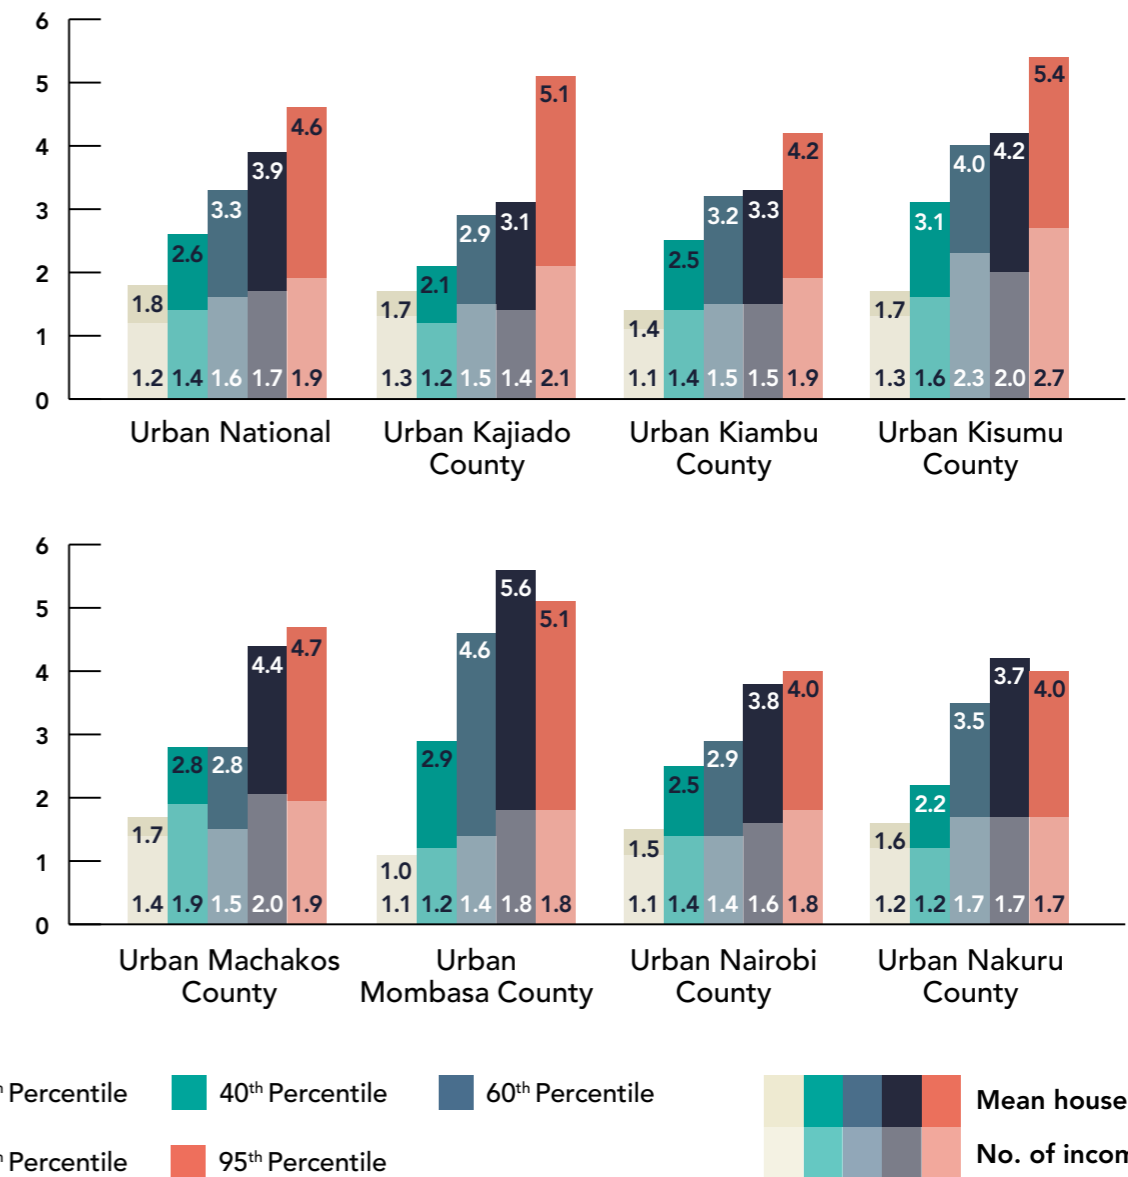 6
5
4
3
2
1
0
1.8 2.6 3.3 3.9 4.6
1.2 1.4 1.6 1.7 1.9
1.7 2.1 2.9 3.1 5.1
1.3 1.2 1.5 1.4 2.1
1.4 2.5 3.2 3.3 4.2
1.1 1.4 1.5 1.5 1.9
1.7 3.1 4.0 4.2 5.4
1.3 1.6 2.3 2.0 2.7
Urban National
Urban Kajiado
County
Urban Kiambu
County
Urban Kisumu
County
6
5
4
3
2
1
0
1.7 2.8 2.8 4.4 4.7
1.4 1.9 1.5 2.0 1.9
1.0 2.9 4.6 5.6 5.1
1.1 1.2 1.4 1.8 1.8
1.5 2.5 2.9 3.8 4.0
1.1 1.4 1.4 1.6 1.8
1.6 2.2 3.5 3.7 4.0
1.2 1.2 1.7 1.7 1.7
Urban Machakos
County
Urban
Mombasa County
Urban Nairobi
County
Urban Nakuru
County
Percentile
40th Percentile
60th Percentile
Percentile
95th Percentile
Mean house
No. of incom